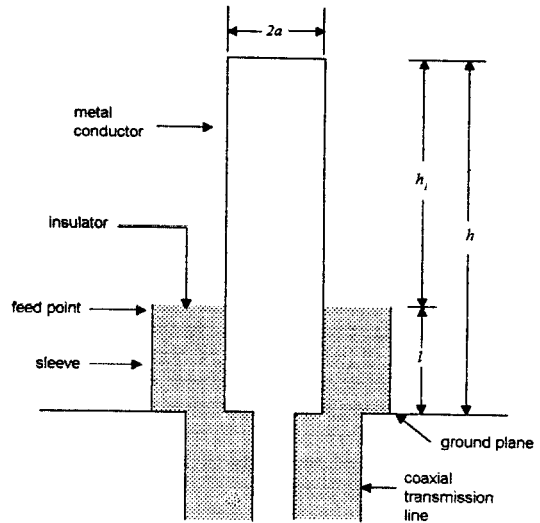 2a
metal
conductor
h₁
h
insulator
feed point
sleeve
l
ground plane
coaxial
transmission
line